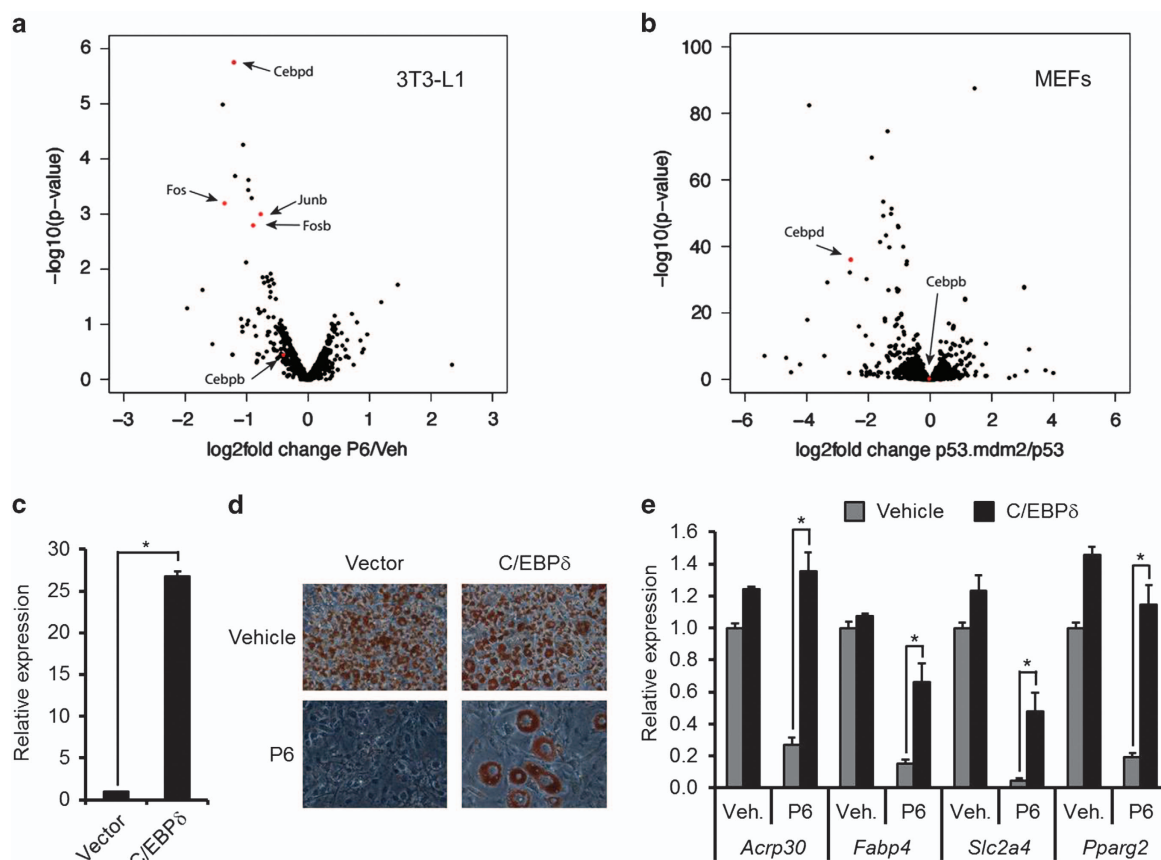 a
6
5
4
3
2
1
0
−3 −2 −1 0 1 2 3
−log10(p−value)
log2fold change P6/Veh
3T3-L1
Cebpd
Fos
Junb
Fosb
Cebpb
b
100
80
60
40
20
0
−6 −4 −2 0 2 4 6
−log10(p−value)
log2fold change p53.mdm2/p53
MEFs
Cebpd
Cebpb
c
30
25
20
15
10
5
0
Relative expression
*
Vector
C/EBPδ
d
Vector C/EBPδ
Vehicle
P6
e
Vehicle C/EBPδ
1.6
1.4
1.2
1.0
0.8
0.6
0.4
0.2
0.0
Relative expression
* * * *
Veh. P6 Veh. P6 Veh. P6 Veh. P6
Acrp30 Fabp4 Slc2a4 Pparg2